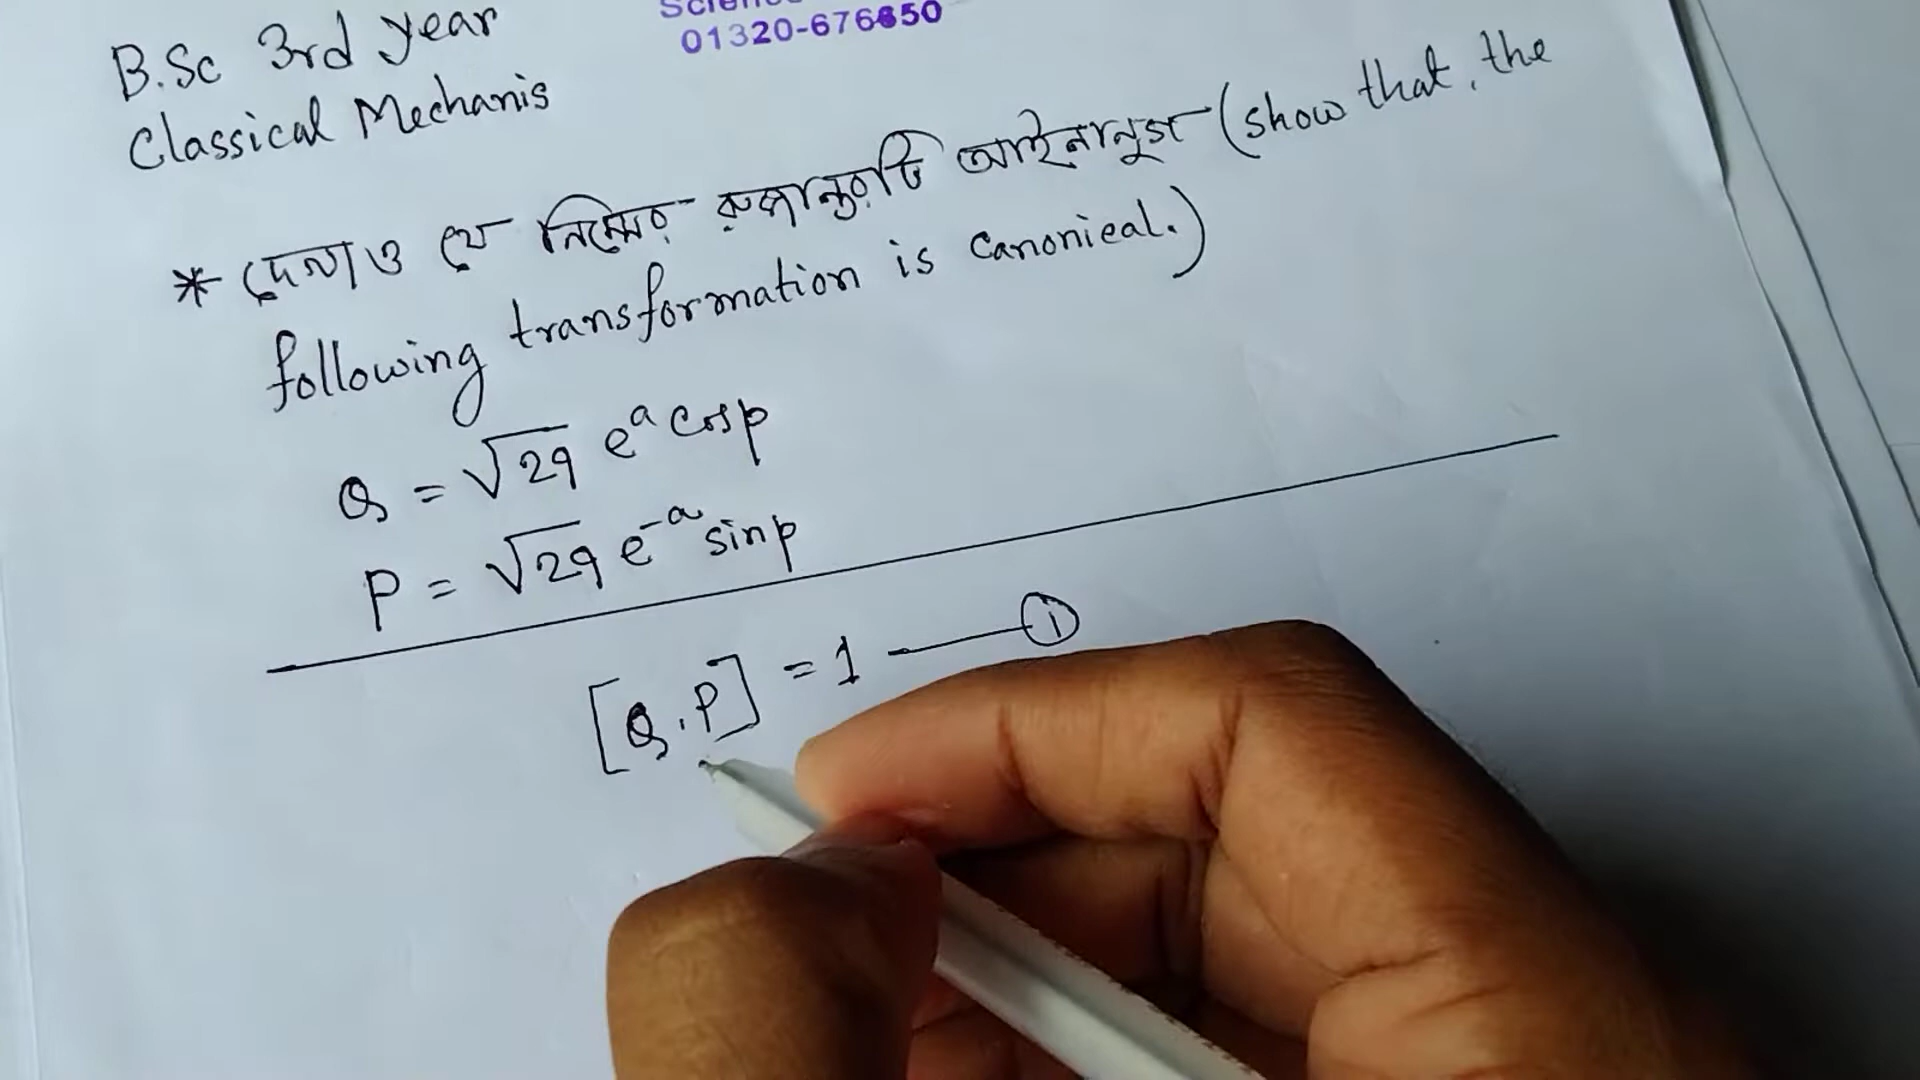 B.Sc 3rd year
01320-676650
Classical Mechanis
* দেখাও যে নিম্নের রূপান্তরটি আইনানুগ (show that, the
following transformation is canonical.)
Q = √2q e^a cosp
P = √2q e^-a sinp
[Q,P] = 1 — ①